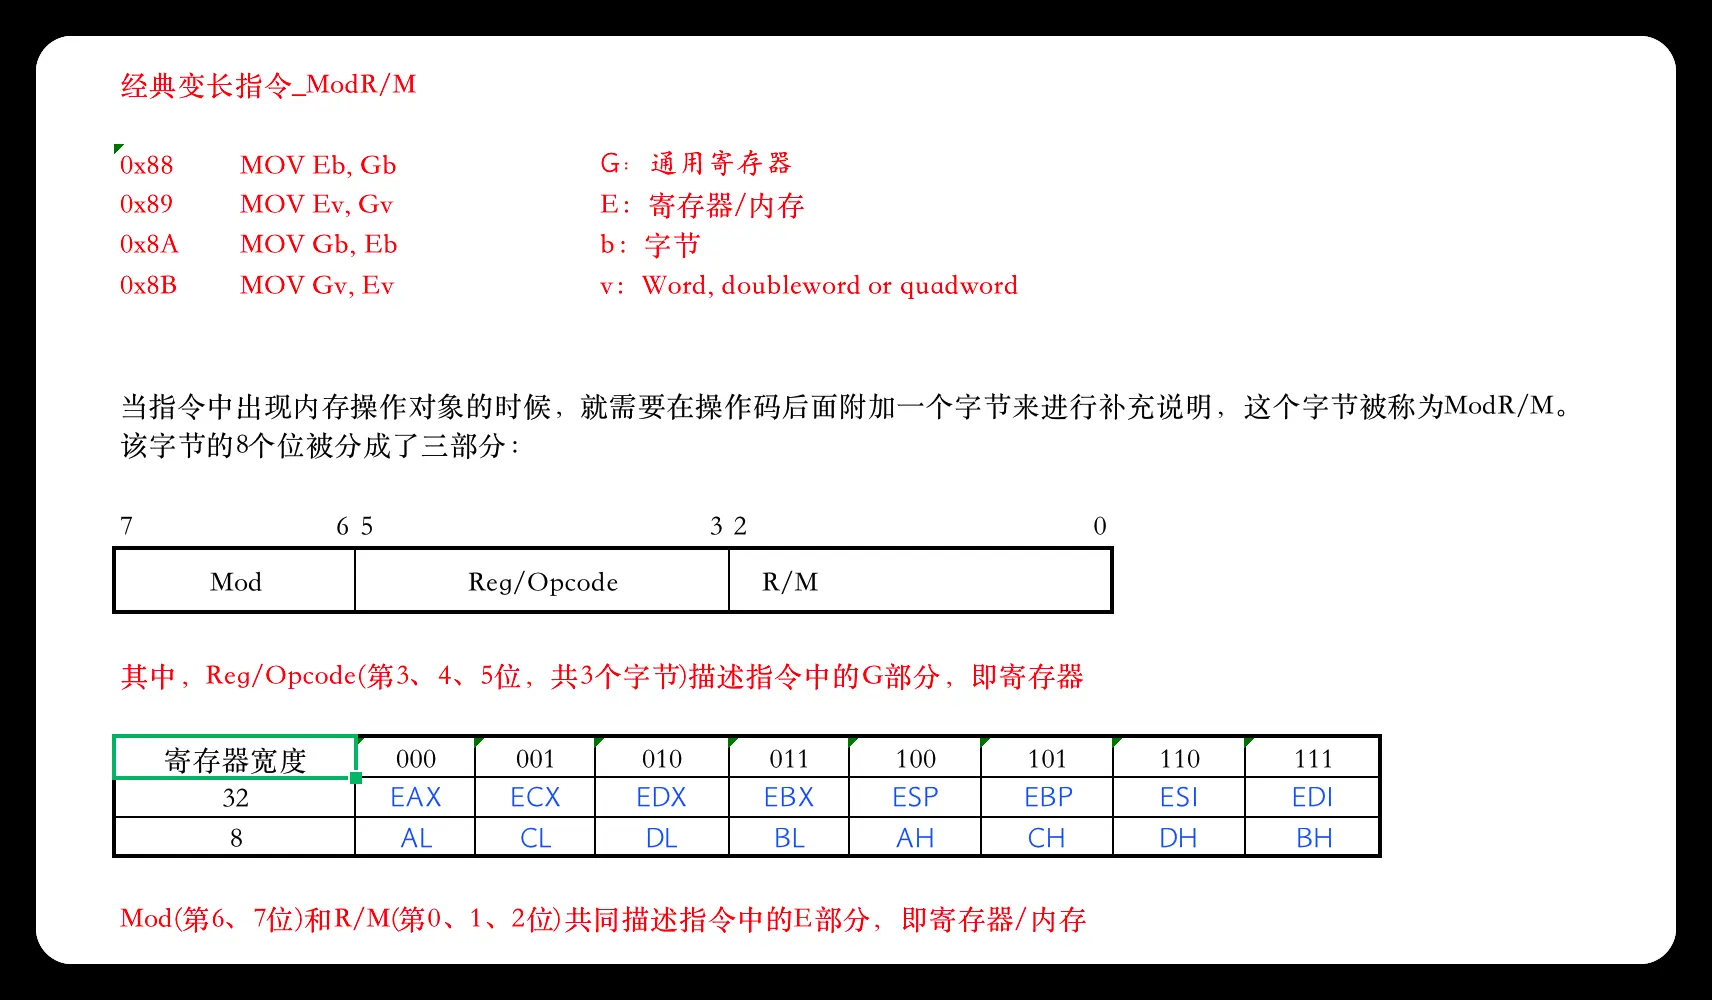 经典变长指令_ModR/M
0x88 MOV Eb, Gb G：通用寄存器
0x89 MOV Ev, Gv E：寄存器/内存
0x8A MOV Gb, Eb b：字节
0x8B MOV Gv, Ev v：Word, doubleword or quadword
当指令中出现内存操作对象的时候，就需要在操作码后面附加一个字节来进行补充说明，这个字节被称为ModR/M。
该字节的8个位被分成了三部分：
7 6 5 3 2 0
Mod Reg/Opcode R/M
其中，Reg/Opcode(第3、4、5位，共3个字节)描述指令中的G部分，即寄存器
寄存器宽度 000 001 010 011 100 101 110 111
32 EAX ECX EDX EBX ESP EBP ESI EDI
8 AL CL DL BL AH CH DH BH
Mod(第6、7位)和R/M(第0、1、2位)共同描述指令中的E部分，即寄存器/内存